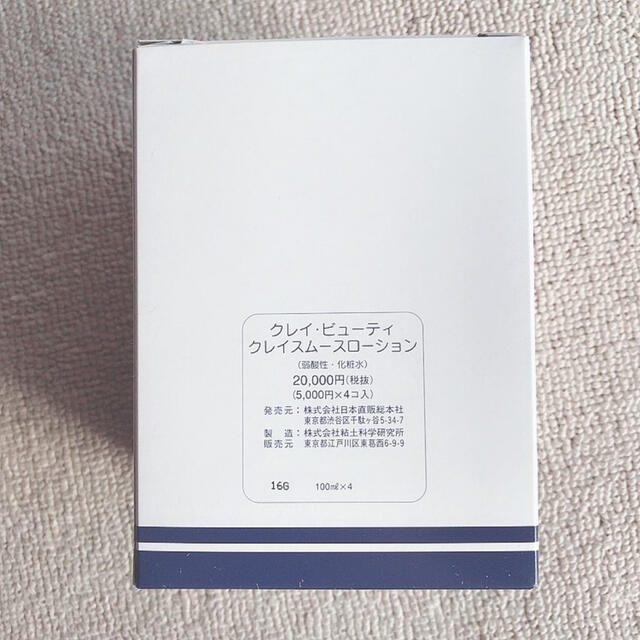 クレイ・ビューティ
クレイスムースローション
(弱酸性・化粧水)
20,000円(税抜)
(5,000円×4コ入)
発売元:株式会社日本直販総本社
東京都渋谷区千駄ヶ谷5-34-7
製 造:株式会社粘土科学研究所
販売元 東京都江戸川区東葛西6-9-9
16G 100㎖×4